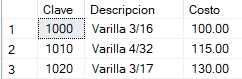 Clave Descripcion Costo
1 1000 Varilla 3/16 100.00
2 1010 Varilla 4/32 115.00
3 1020 Varilla 3/17 130.00